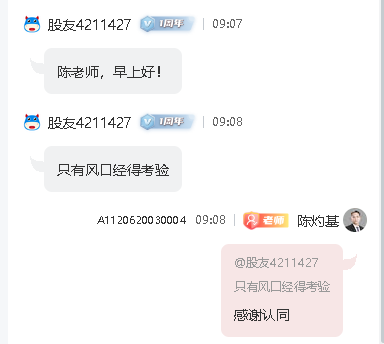 股友4211427 1周年 09:07
陈老师，早上好！
股友4211427 1周年 09:08
只有风口经得考验
A1120620030004 09:08 老师 陈灼基
@股友4211427
只有风口经得考验
感谢认同